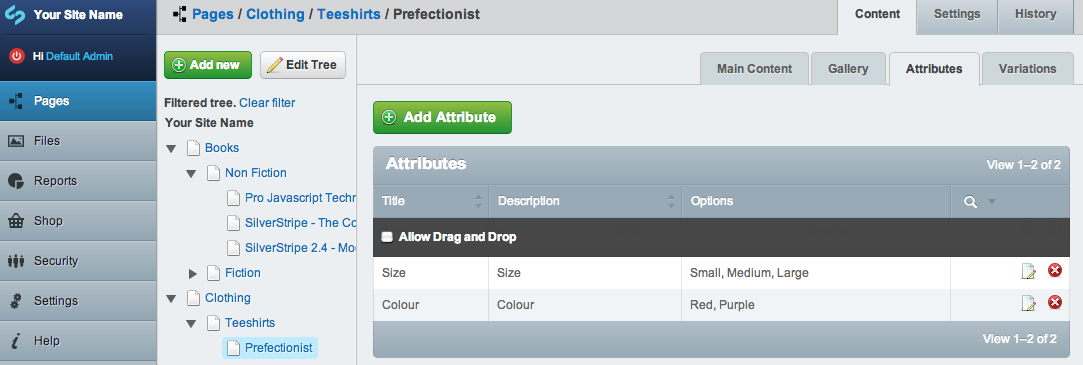 Your Site Name
Hi Default Admin
Pages
Files
Reports
Shop
Security
Settings
Help
Pages / Clothing / Teeshirts / Prefectionist
Content
Settings
History
Add new
Edit Tree
Filtered tree. Clear filter
Your Site Name
Books
Non Fiction
Pro Javascript Techn
SilverStripe - The Co
SilverStripe 2.4 - Mo
Fiction
Clothing
Teeshirts
Prefectionist
Main Content
Gallery
Attributes
Variations
Add Attribute
Attributes
View 1–2 of 2
Title
Description
Options
Allow Drag and Drop
Size Size Small, Medium, Large
Colour Colour Red, Purple
View 1–2 of 2